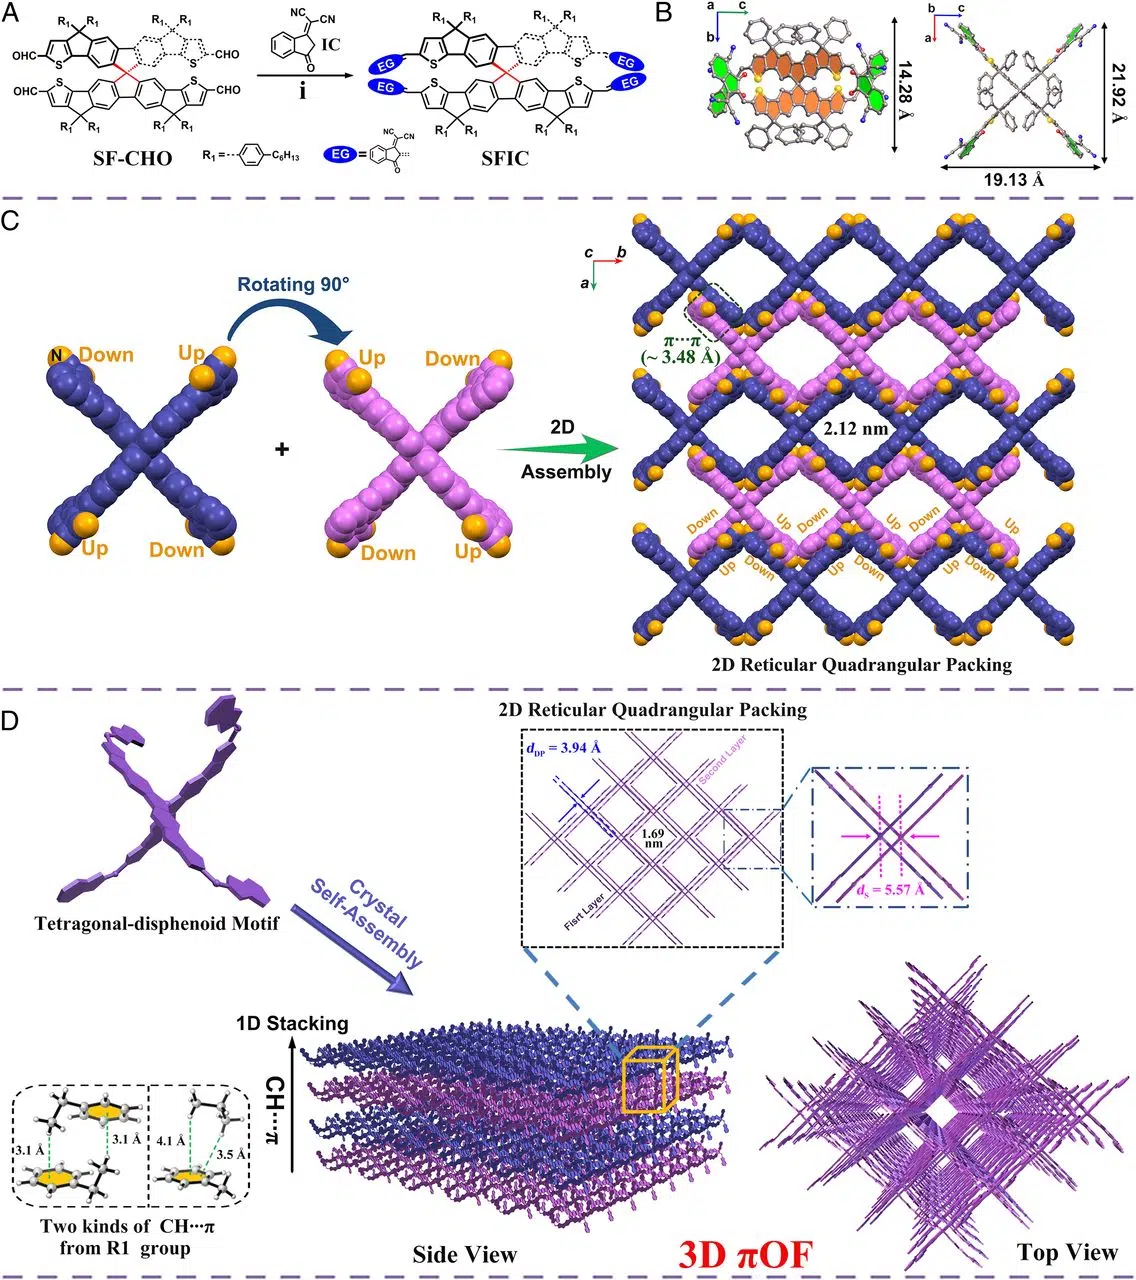 A
R₁ R₁
R₁ R₁
OHC
S
S
CHO
OHC
S
S
CHO
R₁ R₁
R₁ R₁
SF-CHO
NC
CN
IC
O
i
R₁ R₁
R₁ R₁
EG
S
S
EG
EG
S
S
EG
R₁ R₁
R₁ R₁
SFIC
R₁=
C₆H₁₃
EG =
NC
CN
O
B
a
c
b
14.28 Å
b
c
a
21.92 Å
19.13 Å
C
Rotating 90°
N
Down
Up
Up
Down
+
Up
Down
Down
Up
2D
Assembly
c
b
a
π···π
(~ 3.48 Å)
2.12 nm
Down
Up
Down
Up
Down
Up
Up
Down
Up
Down
Up
Down
2D Reticular Quadrangular Packing
D
Tetragonal-disphenoid Motif
2D Reticular Quadrangular Packing
dDP = 3.94 Å
Second Layer
1.69
nm
Fisrt Layer
dS = 5.57 Å
Crystal
Self-Assembly
1D Stacking
CH···π
3.1 Å
3.1 Å
4.1 Å
3.5 Å
Two kinds of CH···π
from R1 group
Side View
3D πOF
Top View